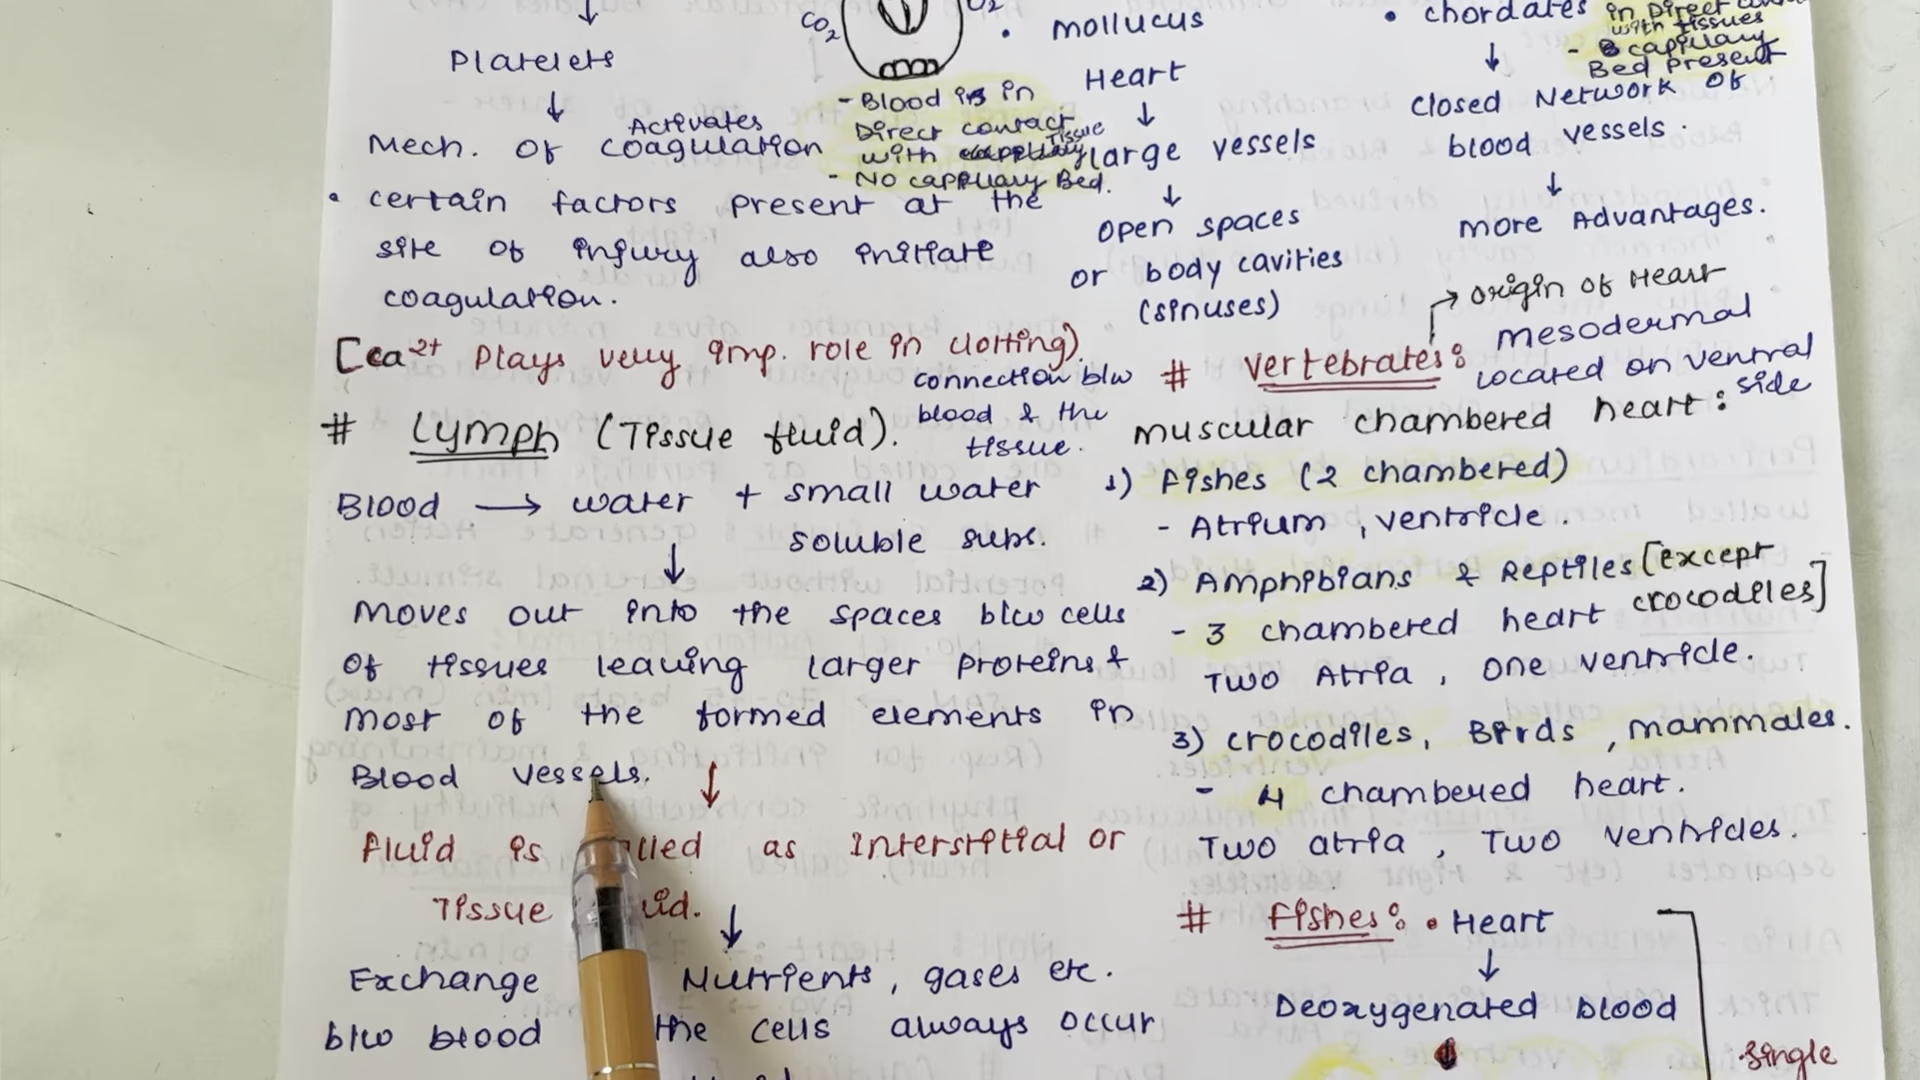 Platelets
Activates
Mech. of coagulation
• certain factors present at the
site of injury also initiate
coagulation.
[ca2+ plays very imp. role in clotting).
# Lymph (Tissue fluid).
connection b/w
blood & the
tissue.
Blood → water + small water
soluble subs.
↓
Moves out into the spaces b/w cells
of tissues leaving larger proteins &
most of the formed elements in
Blood vessels.
Fluid is as Interstitial or
Tissue
Exchange Nutrients, gases etc.
b/w blood the cells always occur
CO2
O2
- Blood is in
Direct contact
with Tissue
- No capillary Bed.
• mollucus
Heart
↓
large vessels
↓
open spaces
or body cavities
(sinuses)
• chordates
in Direct
with tissues
- capillary
Bed present
↓
closed Network of
blood vessels.
↓
more Advantages.
→ origin of Heart
mesodermal
# vertebrates: located on ventral
side
muscular chambered heart:
1) Fishes (2 chambered)
- Atrium, ventricle.
2) Amphibians & Reptiles [except
crocodiles]
- 3 chambered heart
Two Atria, one ventricle.
3) crocodiles, Birds, mammales.
- 4 chambered heart.
Two atria, Two ventricles.
# Fishes: • Heart
↓
Deoxygenated blood
single